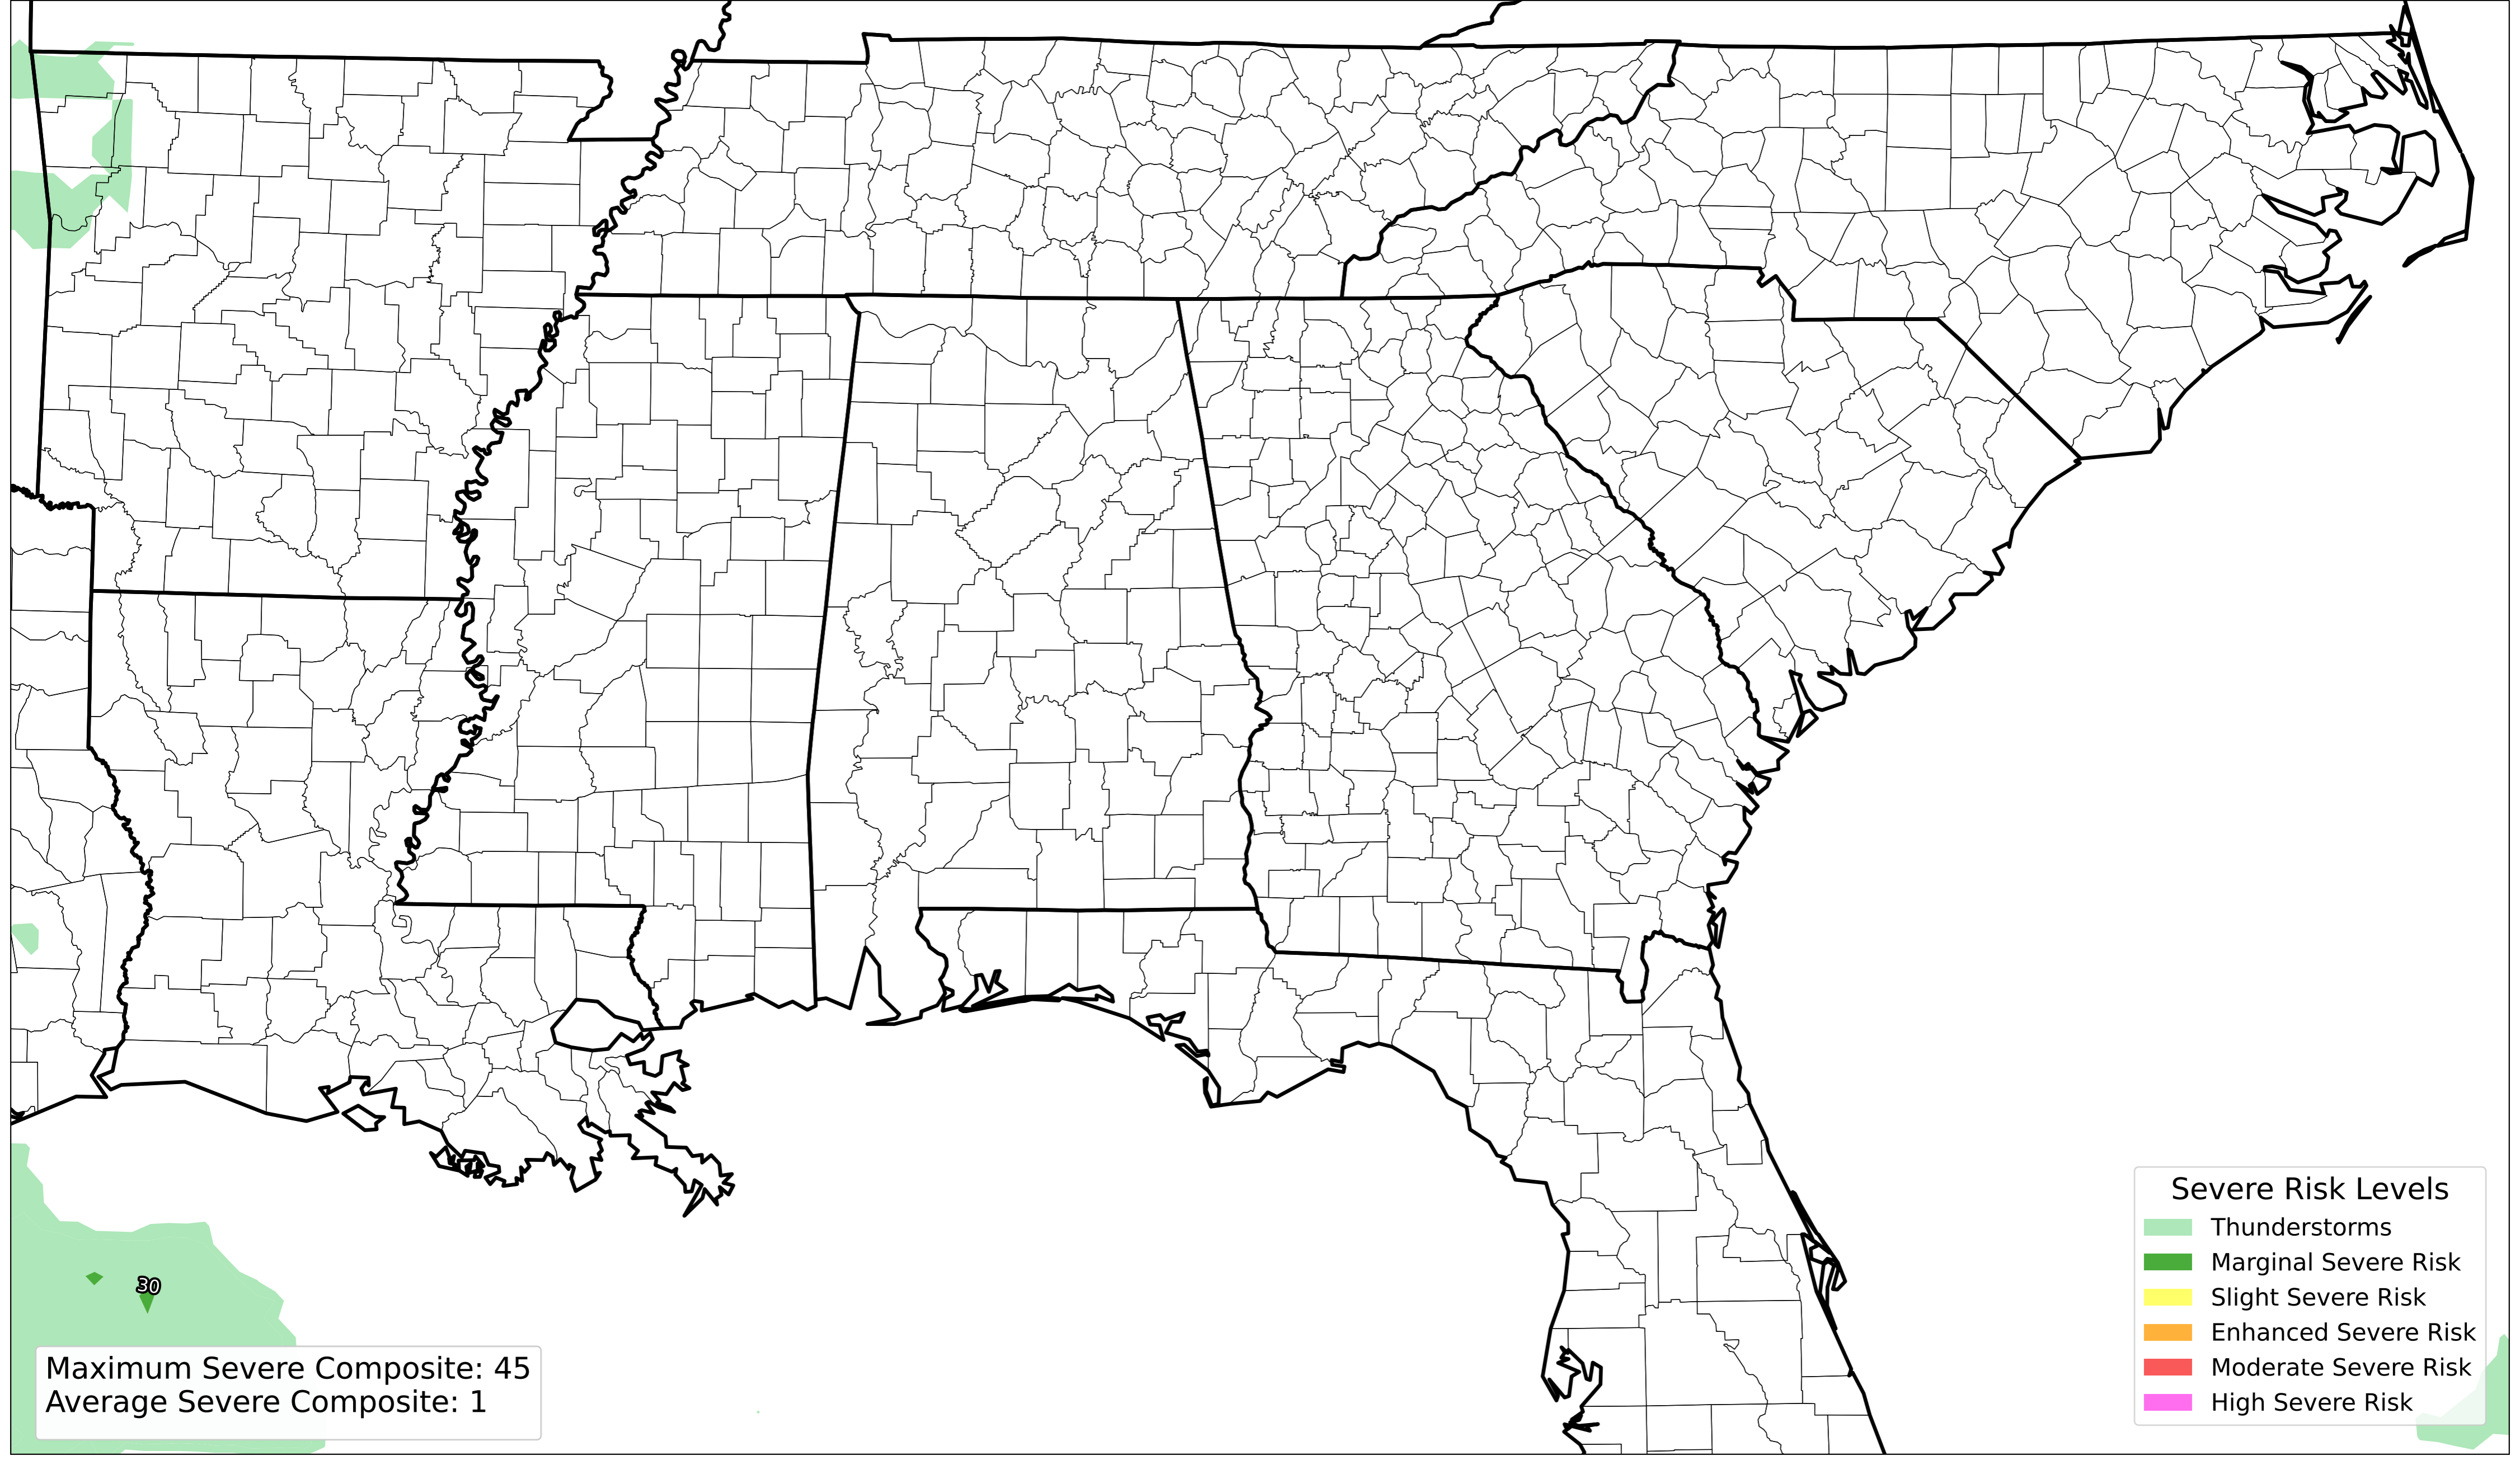 30
Maximum Severe Composite: 45
Average Severe Composite: 1
Severe Risk Levels
Thunderstorms
Marginal Severe Risk
Slight Severe Risk
Enhanced Severe Risk
Moderate Severe Risk
High Severe Risk